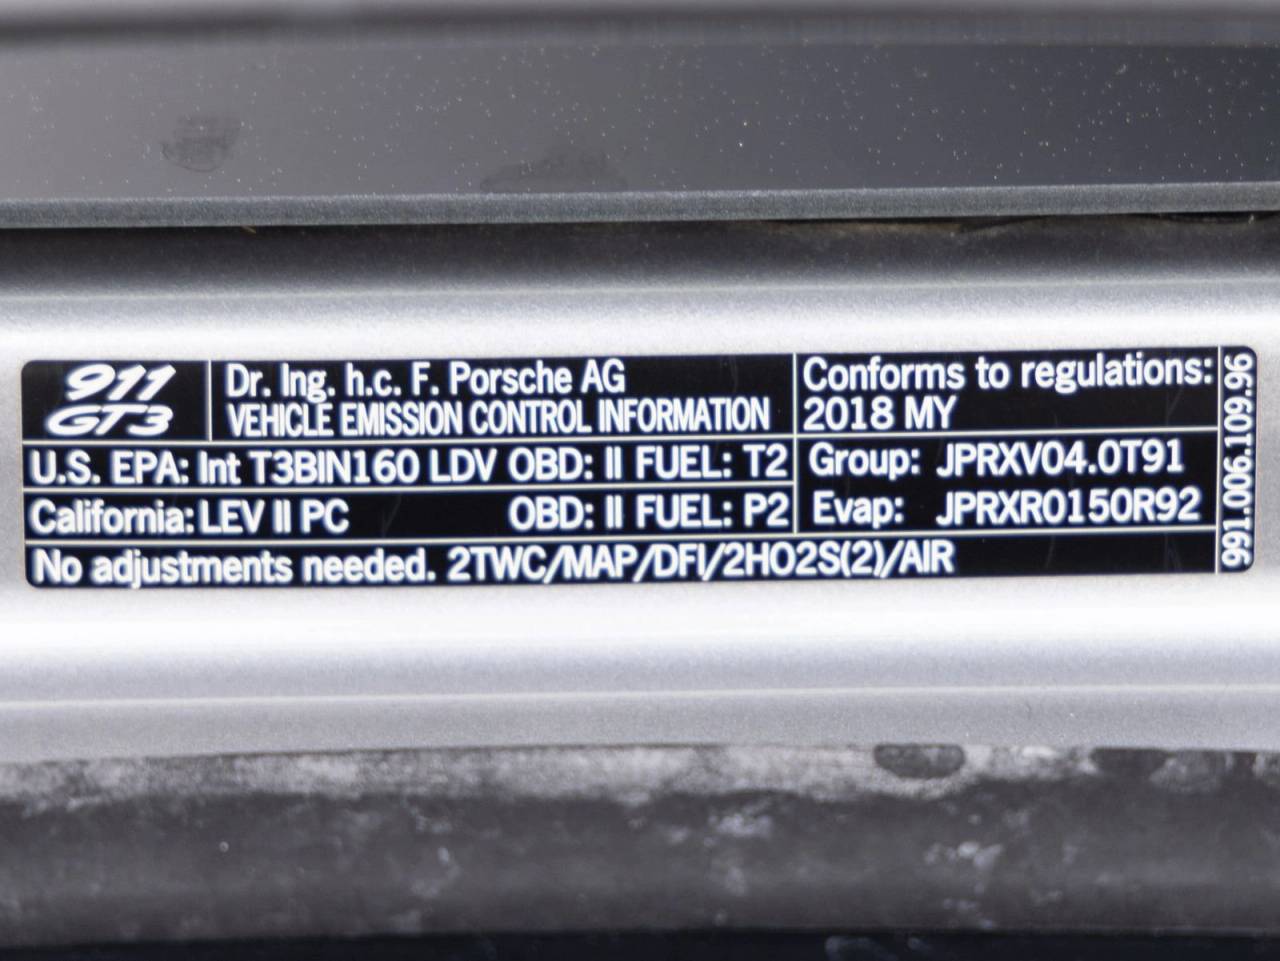 911
GT3
Dr. Ing. h.c. F. Porsche AG
VEHICLE EMISSION CONTROL INFORMATION
Conforms to regulations:
2018 MY
U.S. EPA: Int T3BIN160 LDV OBD: II FUEL: T2
California: LEV II PC OBD: II FUEL: P2
Group: JPRXV04.0T91
Evap: JPRXR0150R92
No adjustments needed. 2TWC/MAP/DFI/2HO2S(2)/AIR
991.006.109.96